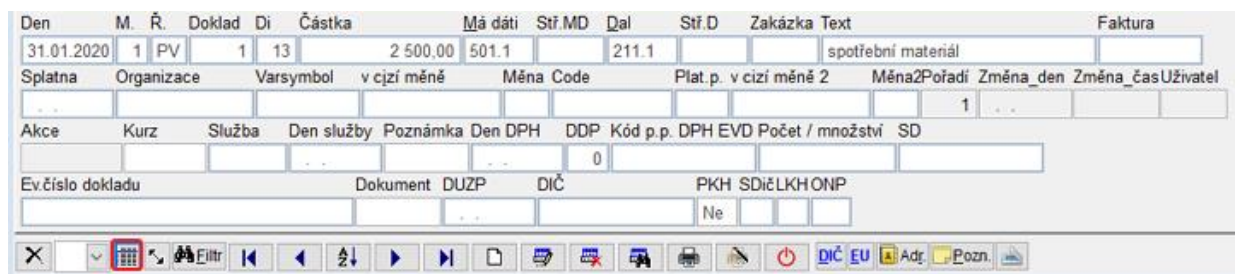 Den M. Ř. Doklad Di Částka Má dáti Stř.MD Dal Stř.D Zakázka Text Faktura
31.01.2020 1 PV 1 13 2 500,00 501.1 211.1 spotřební materiál
Splatna Organizace Varsymbol v cizí měně Měna Code Plat.p. v cizí měně 2 Měna2 Pořadí Změna_den Změna_čas Uživatel
. . 1 . .
Akce Kurz Služba Den služby Poznámka Den DPH DDP Kód p.p. DPH EVD Počet / množství SD
. . . . 0
Ev.číslo dokladu Dokument DUZP DIČ PKH SDič LKH ONP
. . Ne
Filtr DIČ EU Adr. Pozn.